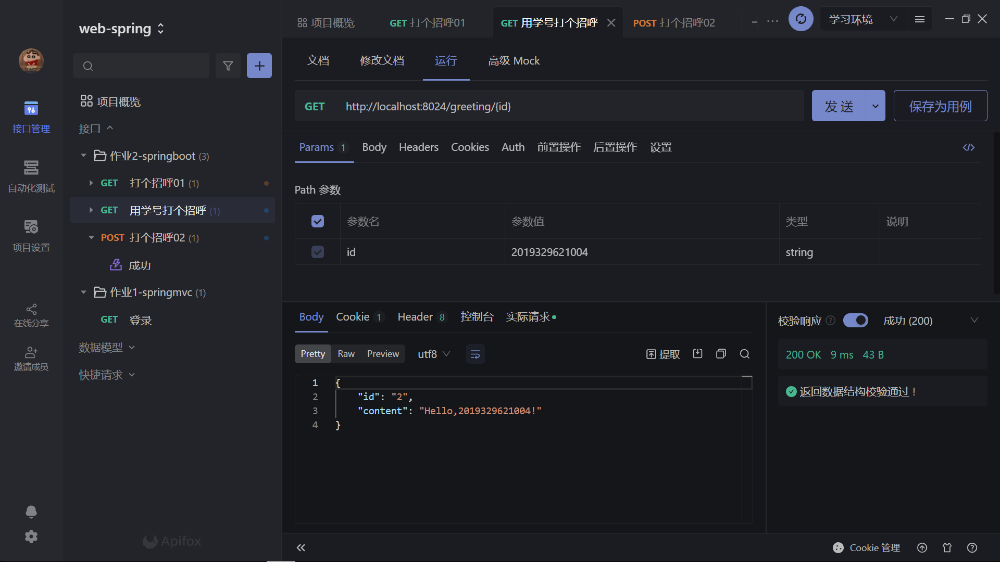 web-spring
项目概览
接口
作业2-springboot (3)
GET 打个招呼01 (1)
GET 用学号打个招呼 (1)
POST 打个招呼02 (1)
成功
作业1-springmvc (1)
GET 登录
数据模型
快捷请求
接口管理
自动化测试
项目设置
在线分享
邀请成员
Apifox
项目概览
GET 打个招呼01
GET 用学号打个招呼
POST 打个招呼02
学习环境
文档
修改文档
运行
高级 Mock
GET http://localhost:8024/greeting/{id}
发 送
保存为用例
Params 1
Body
Headers
Cookies
Auth
前置操作
后置操作
设置
Path 参数
参数名 参数值 类型 说明
id 2019329621004 string
Body
Cookie 1
Header 8
控制台
实际请求
Pretty
Raw
Preview
utf8
提取
1 {
2 "id": "2",
3 "content": "Hello,2019329621004!"
4 }
校验响应
成功 (200)
200 OK 9 ms 43 B
返回数据结构校验通过！
Cookie 管理